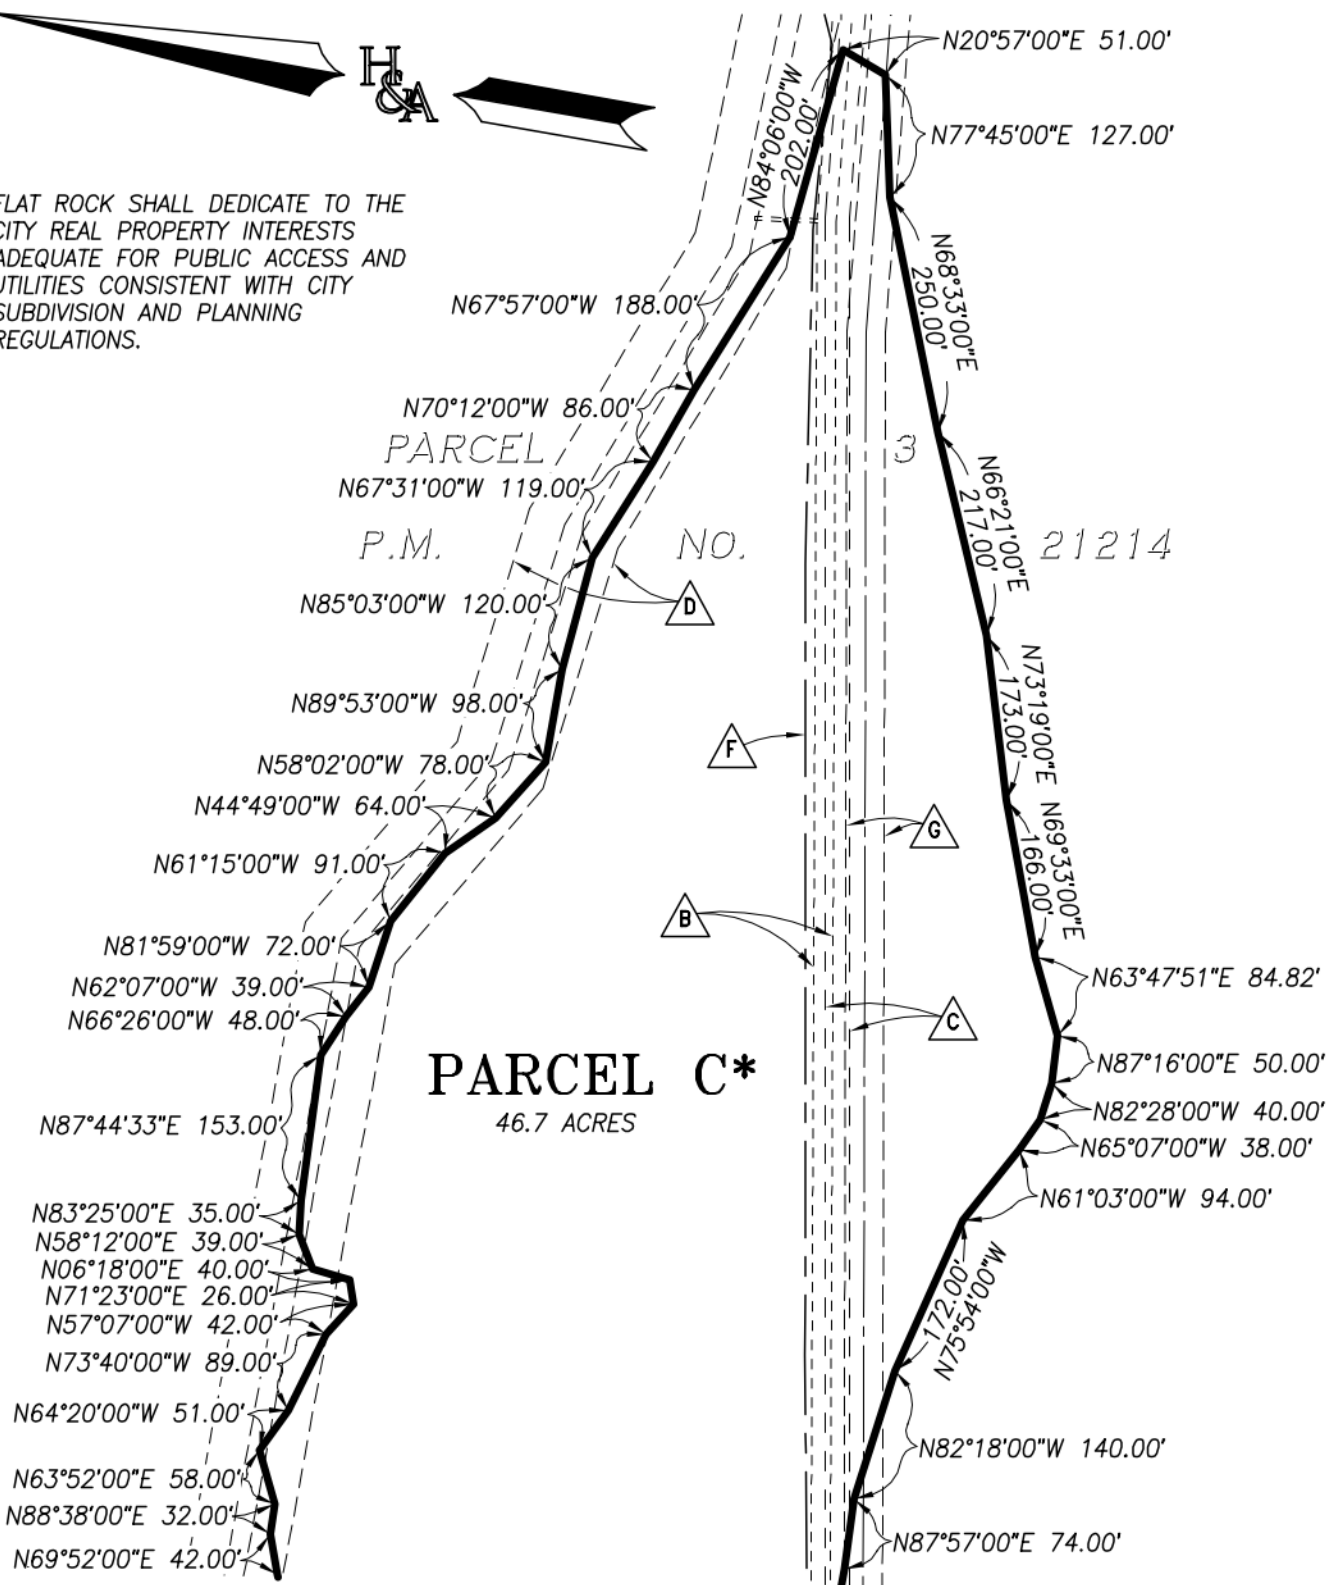 H&A
N20°57'00"E 51.00'
N84°06'00"W
202.00'
N77°45'00"E 127.00'
FLAT ROCK SHALL DEDICATE TO THE
CITY REAL PROPERTY INTERESTS
ADEQUATE FOR PUBLIC ACCESS AND
UTILITIES CONSISTENT WITH CITY
SUBDIVISION AND PLANNING
REGULATIONS.
N68°33'00"E
250.00'
N67°57'00"W 188.00'
N70°12'00"W 86.00'
PARCEL 3
N67°31'00"W 119.00'
N66°21'00"E
217.00'
P.M. NO. 21214
N85°03'00"W 120.00'
D
N89°53'00"W 98.00'
N73°19'00"E
173.00'
F
N58°02'00"W 78.00'
N44°49'00"W 64.00'
G
N69°33'00"E
166.00'
N61°15'00"W 91.00'
B
N81°59'00"W 72.00'
N63°47'51"E 84.82'
N62°07'00"W 39.00'
N66°26'00"W 48.00'
C
PARCEL C*
46.7 ACRES
N87°16'00"E 50.00'
N82°28'00"W 40.00'
N87°44'33"E 153.00'
N65°07'00"W 38.00'
N61°03'00"W 94.00'
N83°25'00"E 35.00'
N58°12'00"E 39.00'
N06°18'00"E 40.00'
N71°23'00"E 26.00'
N57°07'00"W 42.00'
172.00'
N75°54'00"W
N73°40'00"W 89.00'
N64°20'00"W 51.00'
N82°18'00"W 140.00'
N63°52'00"E 58.00'
N88°38'00"E 32.00'
N87°57'00"E 74.00'
N69°52'00"E 42.00'